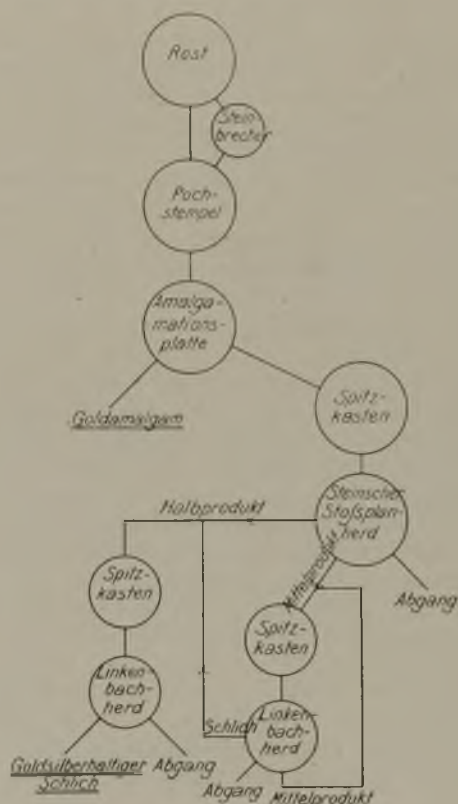 Rost
Stein-
brecher
Poch-
stempel
Amalga-
mations-
platte
Goldamalgam
Spitz-
kasten
Steinscher
Stoßplan-
herd
Halbprodukt
Mittelprodukt
Abgang
Spitz-
kasten
Spitz-
kasten
Linken-
bach-
herd
Schlich
Linken-
bach-
herd
Goldsilberhaltiger
Schlich
Abgang
Abgang
Mittelprodukt